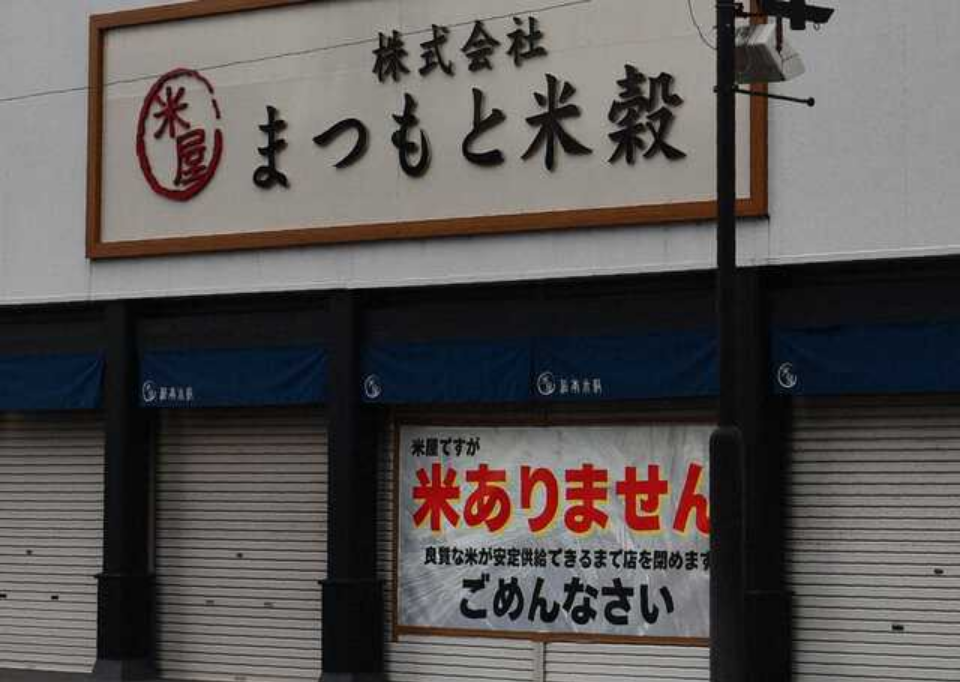 株式会社
米屋
まつもと米穀
米屋ですが
米ありません
良質な米が安定供給できるまで店を閉めます
ごめんなさい